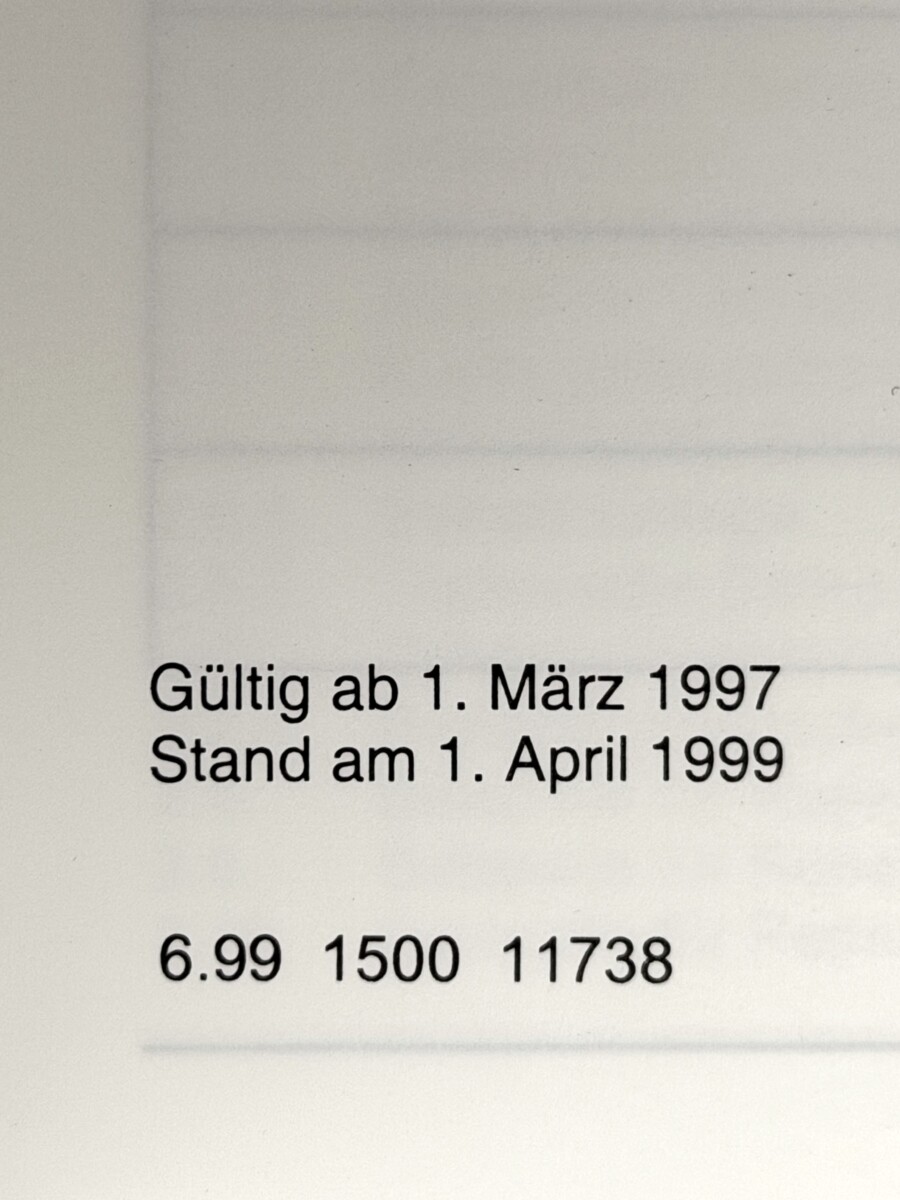 Gültig ab 1. März 1997
Stand am 1. April 1999
6.99 1500 11738